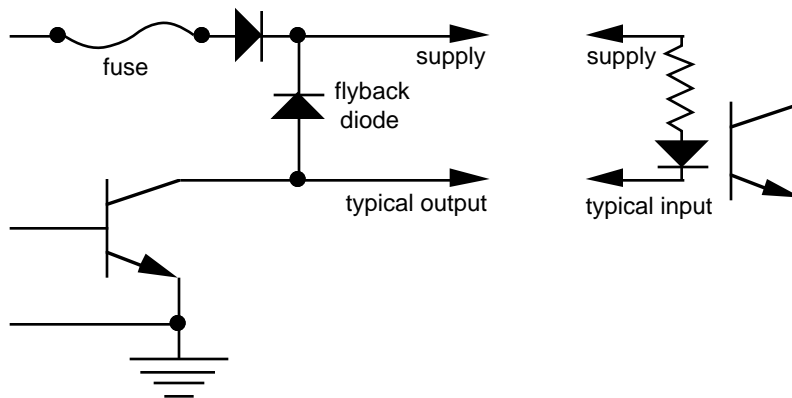 fuse
supply
supply
flyback
diode
typical output
typical input